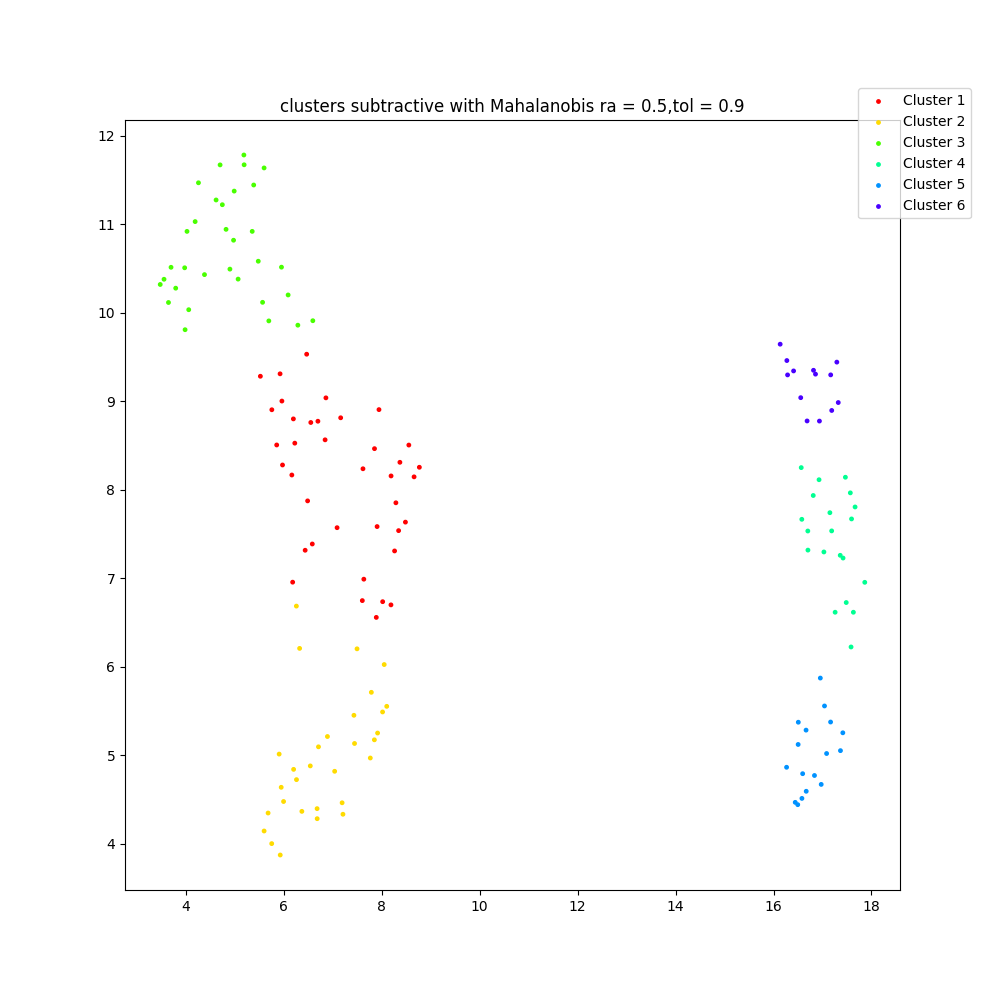 clusters subtractive with Mahalanobis ra = 0.5,tol = 0.9
Cluster 1
Cluster 2
Cluster 3
Cluster 4
Cluster 5
Cluster 6
12
11
10
9
8
7
6
5
4
4 6 8 10 12 14 16 18